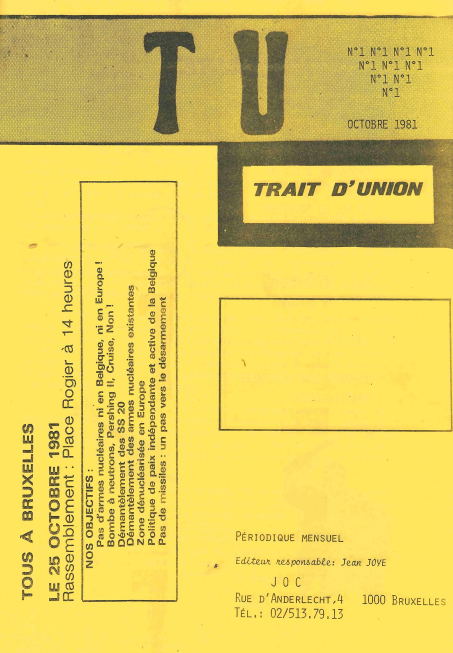 TU
N°1 N°1 N°1 N°1
N°1 N°1 N°1
N°1 N°1
N°1
OCTOBRE 1981
TRAIT D'UNION
TOUS À BRUXELLES
LE 25 OCTOBRE 1981
Rassemblement : Place Rogier à 14 heures
NOS OBJECTIFS :
Pas d'armes nucléaires ni en Belgique, ni en Europe !
Bombe à neutrons, Pershing II, Cruise, Non !
Démantèlement des SS 20
Démantèlement des armes nucléaires existantes
Zone dénucléarisée en Europe
Politique de paix indépendante et active de la Belgique
Pas de missiles : un pas vers le désarmement
PÉRIODIQUE MENSUEL
Editeur responsable: Jean JOYE
J O C
RUE D'ANDERLECHT,4 1000 BRUXELLES
TÉL.: 02/513.79.13